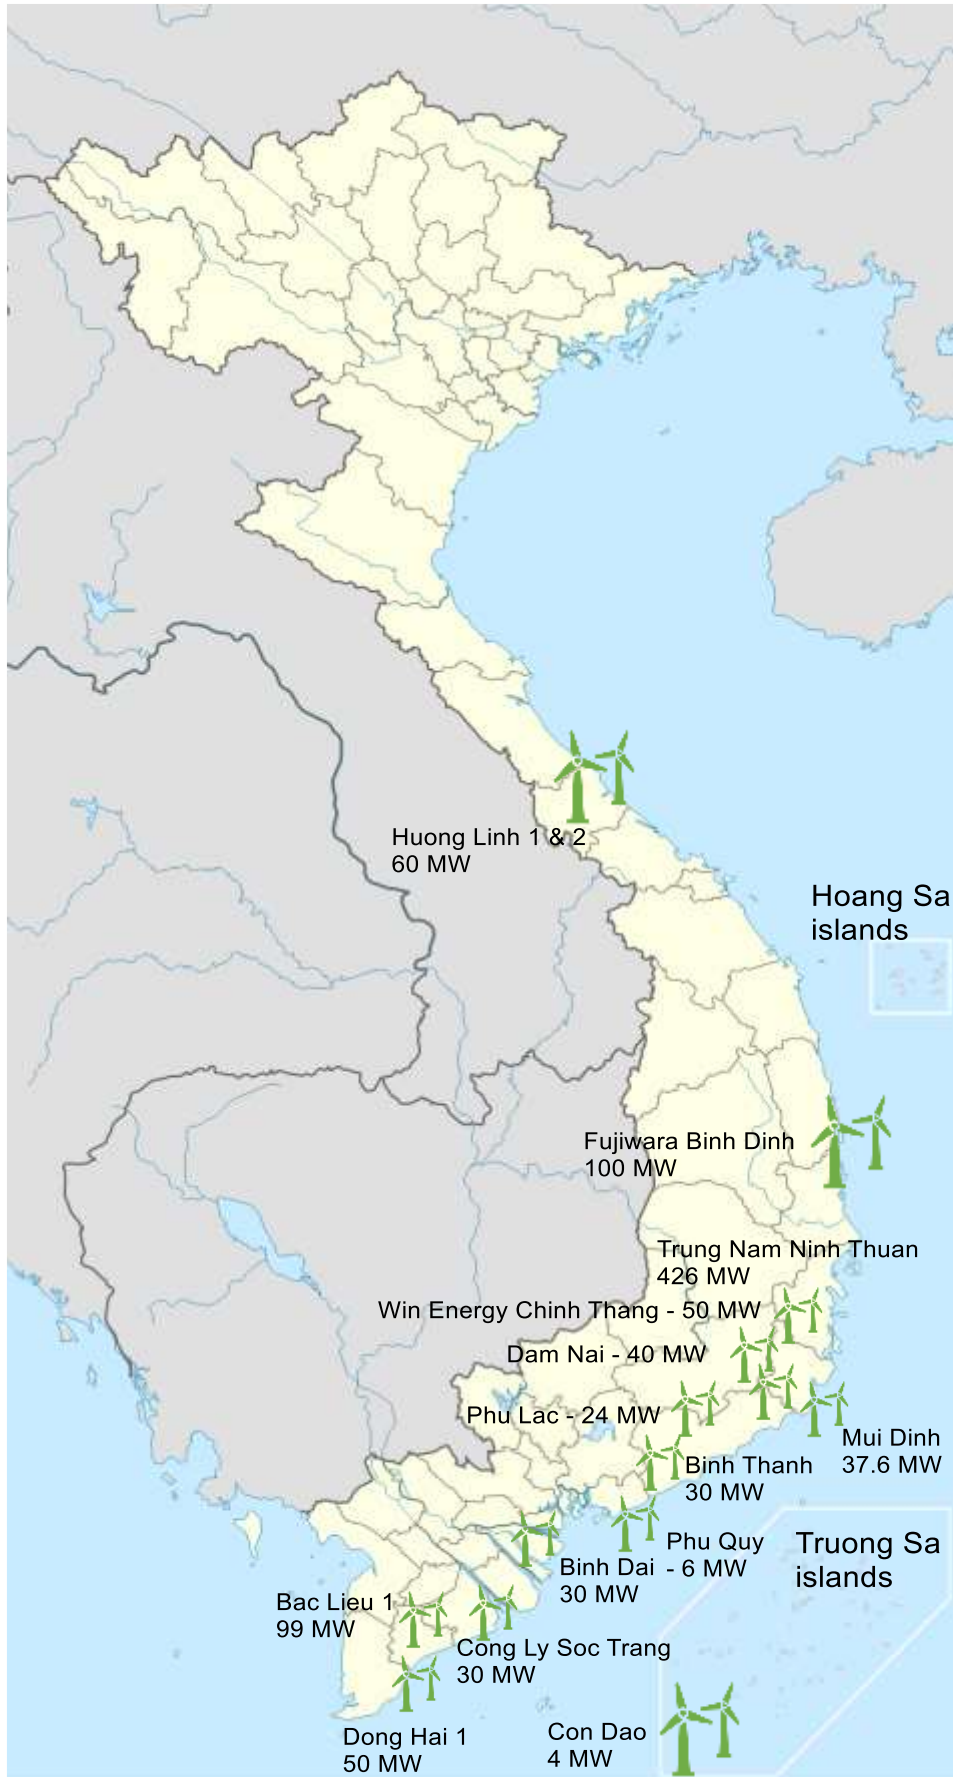 Huong Linh 1 & 2
60 MW
Hoang Sa
islands
Fujiwara Binh Dinh
100 MW
Trung Nam Ninh Thuan
426 MW
Win Energy Chinh Thang - 50 MW
Dam Nai - 40 MW
Phu Lac - 24 MW
Mui Dinh
37.6 MW
Binh Thanh
30 MW
Phu Quy
- 6 MW
Truong Sa
islands
Binh Dai
30 MW
Bac Lieu 1
99 MW
Cong Ly Soc Trang
30 MW
Dong Hai 1
50 MW
Con Dao
4 MW